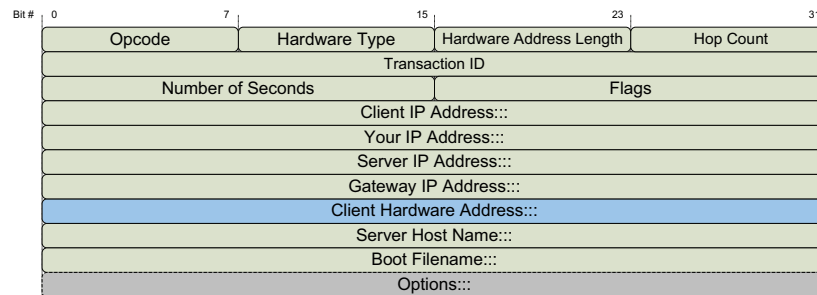 Bit # 0 7 15 23 31
Opcode Hardware Type Hardware Address Length Hop Count
Transaction ID
Number of Seconds Flags
Client IP Address:::
Your IP Address:::
Server IP Address:::
Gateway IP Address:::
Client Hardware Address:::
Server Host Name:::
Boot Filename:::
Options:::